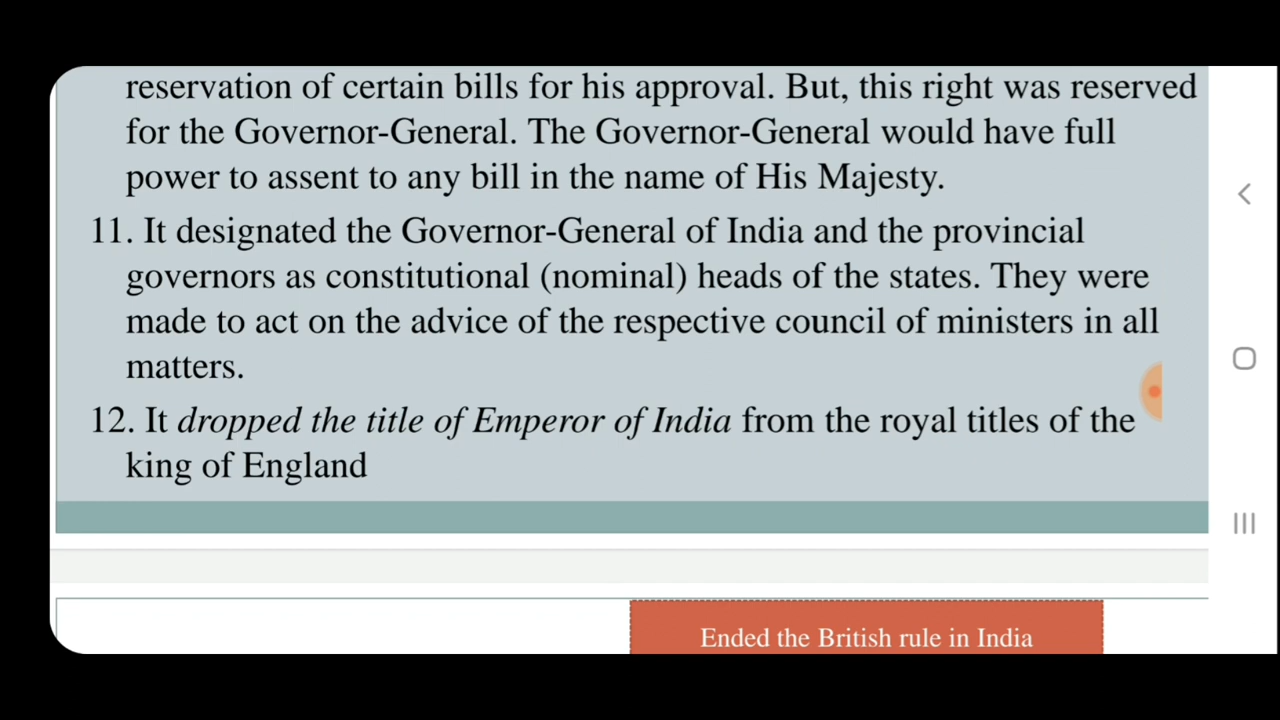 reservation of certain bills for his approval. But, this right was reserved
for the Governor-General. The Governor-General would have full
power to assent to any bill in the name of His Majesty.
11. It designated the Governor-General of India and the provincial
governors as constitutional (nominal) heads of the states. They were
made to act on the advice of the respective council of ministers in all
matters.
12. It dropped the title of Emperor of India from the royal titles of the
king of England
Ended the British rule in India